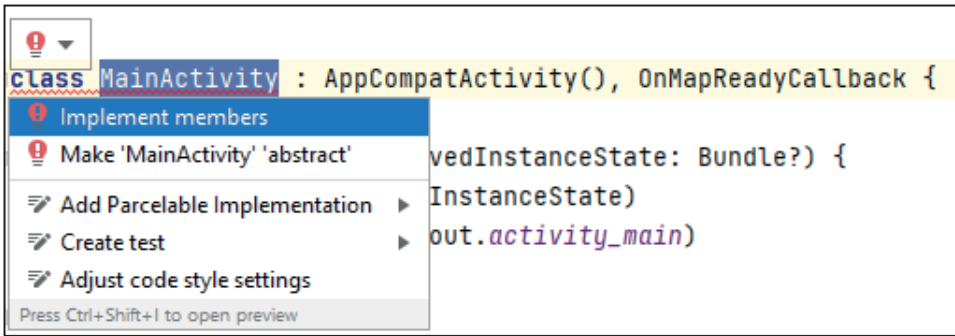 class MainActivity : AppCompatActivity(), OnMapReadyCallback {
Implement members
Make 'MainActivity' 'abstract'
vedInstanceState: Bundle?) {
Add Parcelable Implementation
InstanceState)
Create test
out.activity_main)
Adjust code style settings
Press Ctrl+Shift+I to open preview